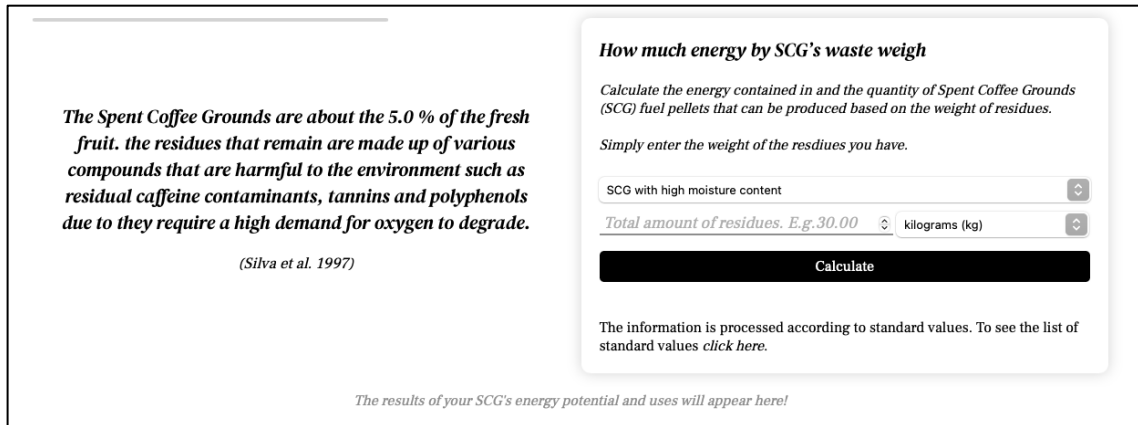 The Spent Coffee Grounds are about the 5.0 % of the fresh
fruit. the residues that remain are made up of various
compounds that are harmful to the environment such as
residual caffeine contaminants, tannins and polyphenols
due to they require a high demand for oxygen to degrade.
(Silva et al. 1997)
How much energy by SCG's waste weigh
Calculate the energy contained in and the quantity of Spent Coffee Grounds
(SCG) fuel pellets that can be produced based on the weight of residues.
Simply enter the weight of the resdiues you have.
SCG with high moisture content
Total amount of residues. E.g.30.00
kilograms (kg)
Calculate
The information is processed according to standard values. To see the list of
standard values click here.
The results of your SCG's energy potential and uses will appear here!